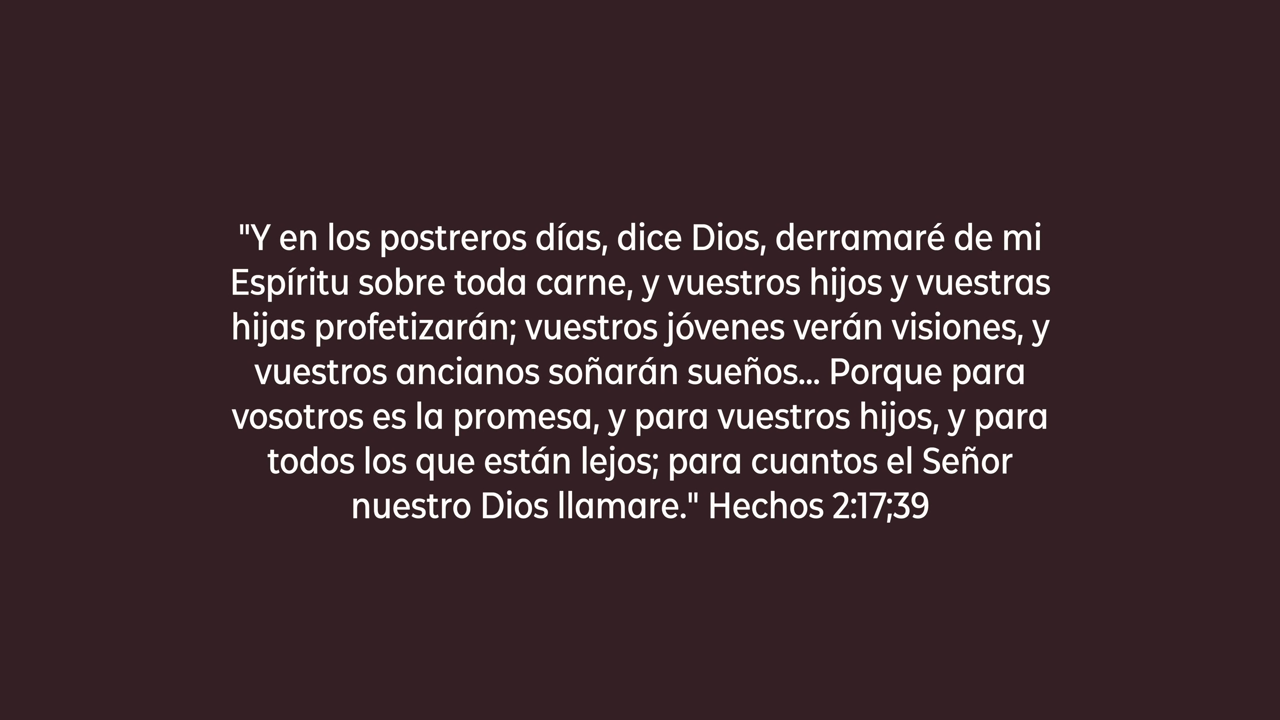 "Y en los postreros días, dice Dios, derramaré de mi
Espíritu sobre toda carne, y vuestros hijos y vuestras
hijas profetizarán; vuestros jóvenes verán visiones, y
vuestros ancianos soñarán sueños... Porque para
vosotros es la promesa, y para vuestros hijos, y para
todos los que están lejos; para cuantos el Señor
nuestro Dios llamare." Hechos 2:17;39